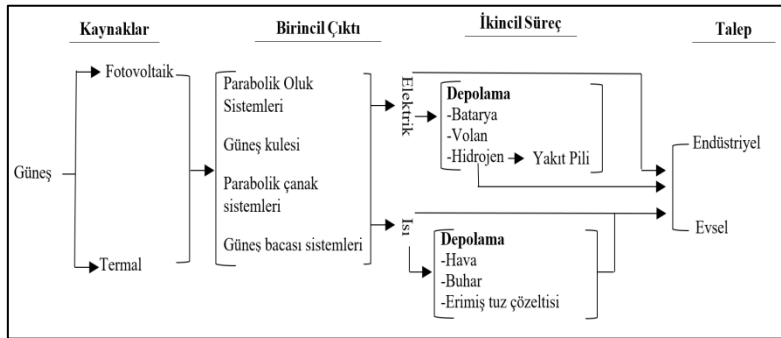 Kaynaklar
Birincil Çıktı
İkincil Süreç
Talep
Güneş
Fotovoltaik
Termal
Parabolik Oluk
Sistemleri
Güneş kulesi
Parabolik çanak
sistemleri
Güneş bacası sistemleri
Elektrik
Isı
Depolama
-Batarya
-Volan
-Hidrojen
Yakıt Pili
Depolama
-Hava
-Buhar
-Erimiş tuz çözeltisi
Endüstriyel
Evsel